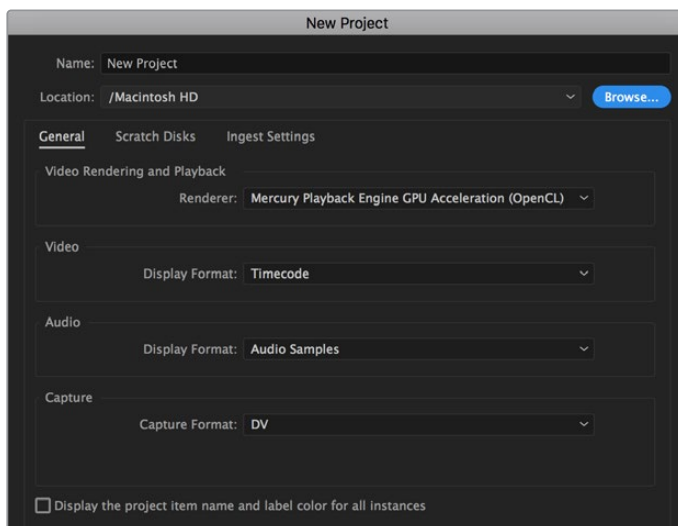 New Project
Name: New Project
Location: /Macintosh HD Browse...
General Scratch Disks Ingest Settings
Video Rendering and Playback
Renderer: Mercury Playback Engine GPU Acceleration (OpenCL)
Video
Display Format: Timecode
Audio
Display Format: Audio Samples
Capture
Capture Format: DV
Display the project item name and label color for all instances